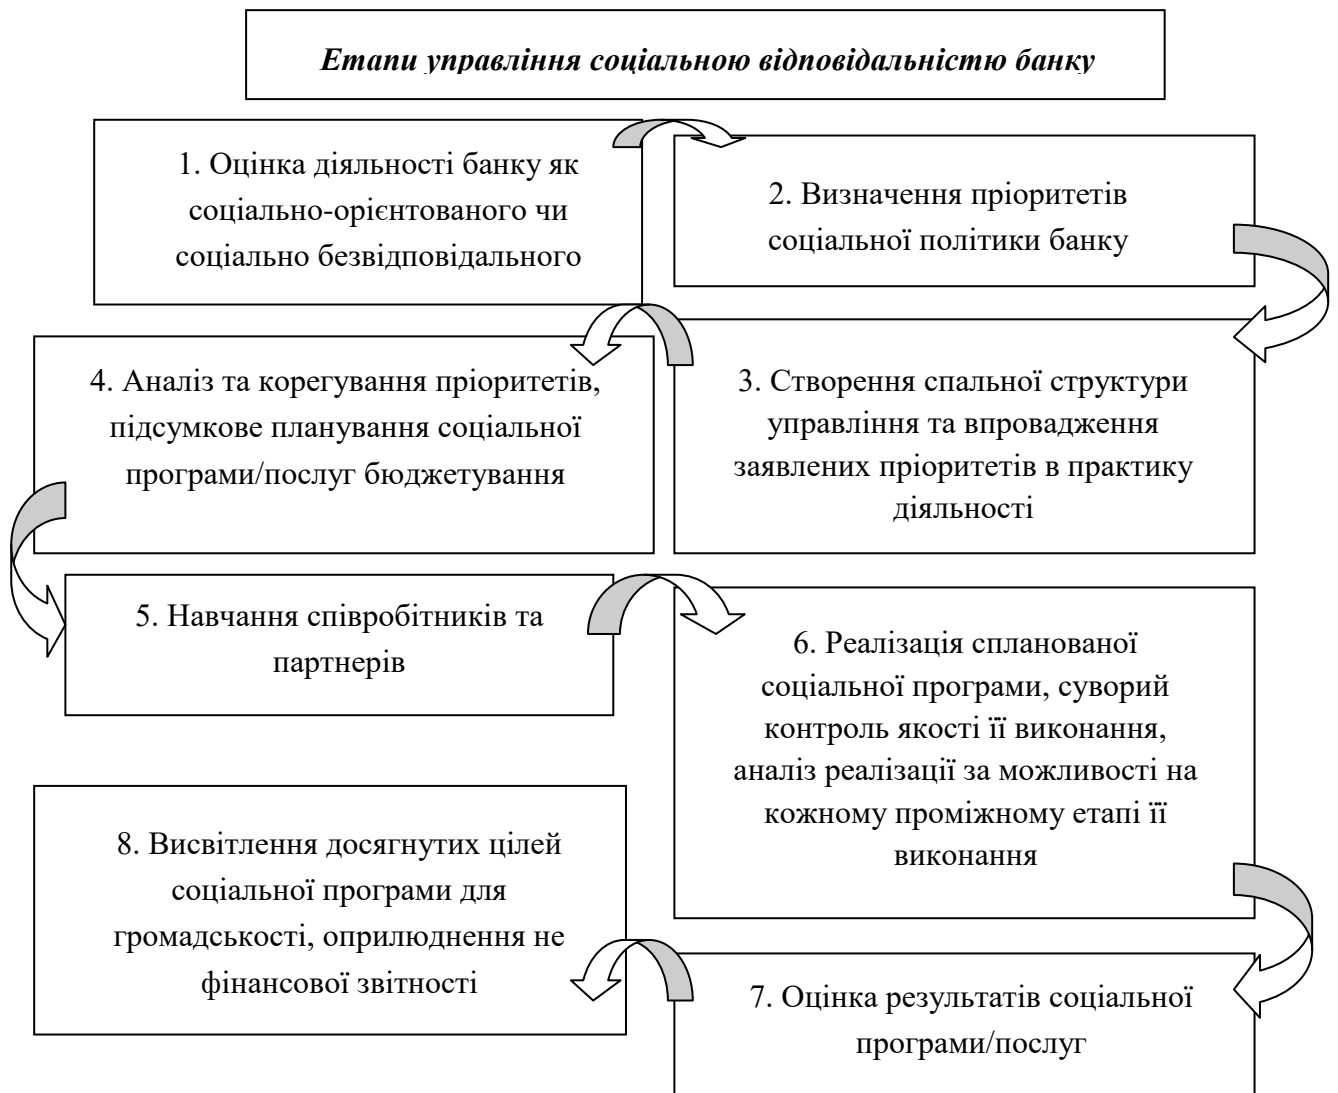 Етапи управління соціальною відповідальністю банку
1. Оцінка діяльності банку як
соціально-орієнтованого чи
соціально безвідповідального
2. Визначення пріоритетів
соціальної політики банку
3. Створення спальної структури
управління та впровадження
заявлених пріоритетів в практику
діяльності
4. Аналіз та корегування пріоритетів,
підсумкове планування соціальної
програми/послуг бюджетування
5. Навчання співробітників та
партнерів
6. Реалізація спланованої
соціальної програми, суворий
контроль якості її виконання,
аналіз реалізації за можливості на
кожному проміжному етапі її
виконання
7. Оцінка результатів соціальної
програми/послуг
8. Висвітлення досягнутих цілей
соціальної програми для
громадськості, оприлюднення не
фінансової звітності